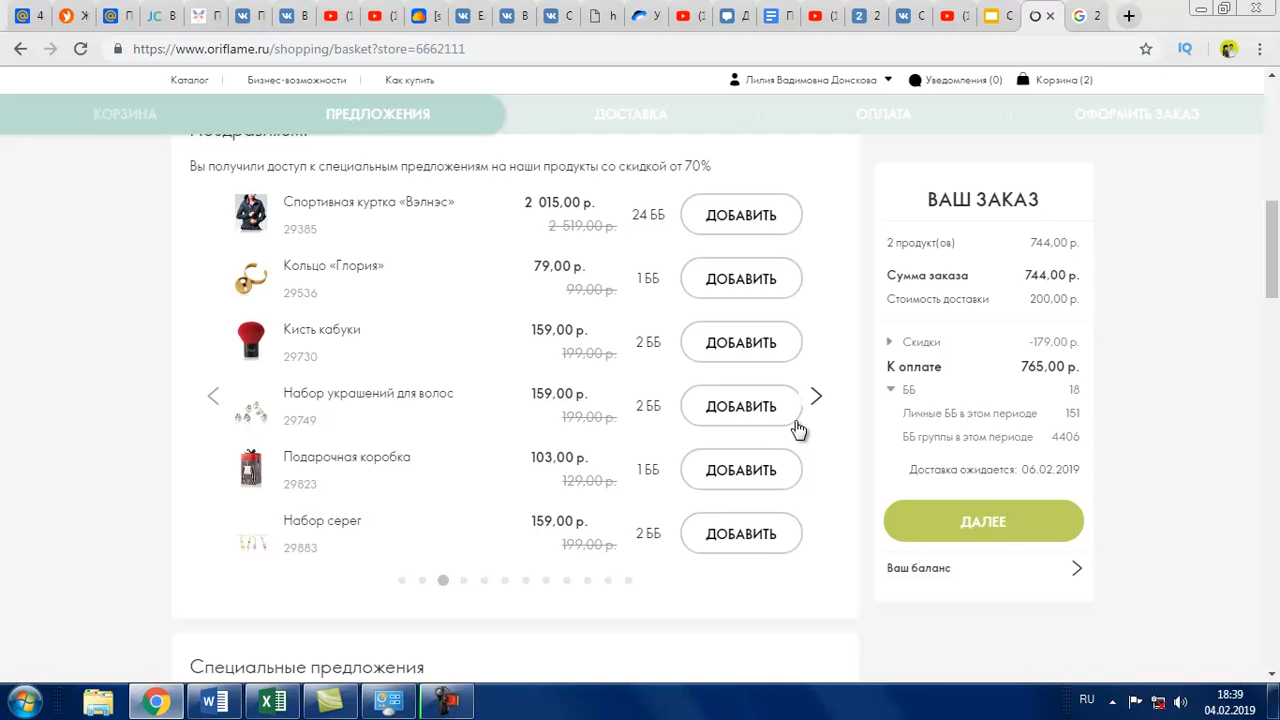 https://www.oriflame.ru/shopping/basket?store=6662111
Каталог
Бизнес-возможности
Как купить
Лилия Вадимовна Донскова
Уведомления (0)
Корзина (2)
КОРЗИНА
ПРЕДЛОЖЕНИЯ
ДОСТАВКА
ОПЛАТА
ОФОРМИТЬ ЗАКАЗ
Вы получили доступ к специальным предложениям на наши продукты со скидкой от 70%
Спортивная куртка «Вэлнэс»
29385
2 015,00 р.
2 519,00 р.
24 ББ
ДОБАВИТЬ
Кольцо «Глория»
29536
79,00 р.
99,00 р.
1 ББ
ДОБАВИТЬ
Кисть кабуки
29730
159,00 р.
199,00 р.
2 ББ
ДОБАВИТЬ
Набор украшений для волос
29749
159,00 р.
199,00 р.
2 ББ
ДОБАВИТЬ
Подарочная коробка
29823
103,00 р.
129,00 р.
1 ББ
ДОБАВИТЬ
Набор серег
29883
159,00 р.
199,00 р.
2 ББ
ДОБАВИТЬ
Специальные предложения
ВАШ ЗАКАЗ
2 продукт(ов) 744,00 р.
Сумма заказа 744,00 р.
Стоимость доставки 200,00 р.
Скидки -179,00 р.
К оплате 765,00 р.
ББ 18
Личные ББ в этом периоде 151
ББ группы в этом периоде 4406
Доставка ожидается: 06.02.2019
ДАЛЕЕ
Ваш баланс
RU
18:39
04.02.2019